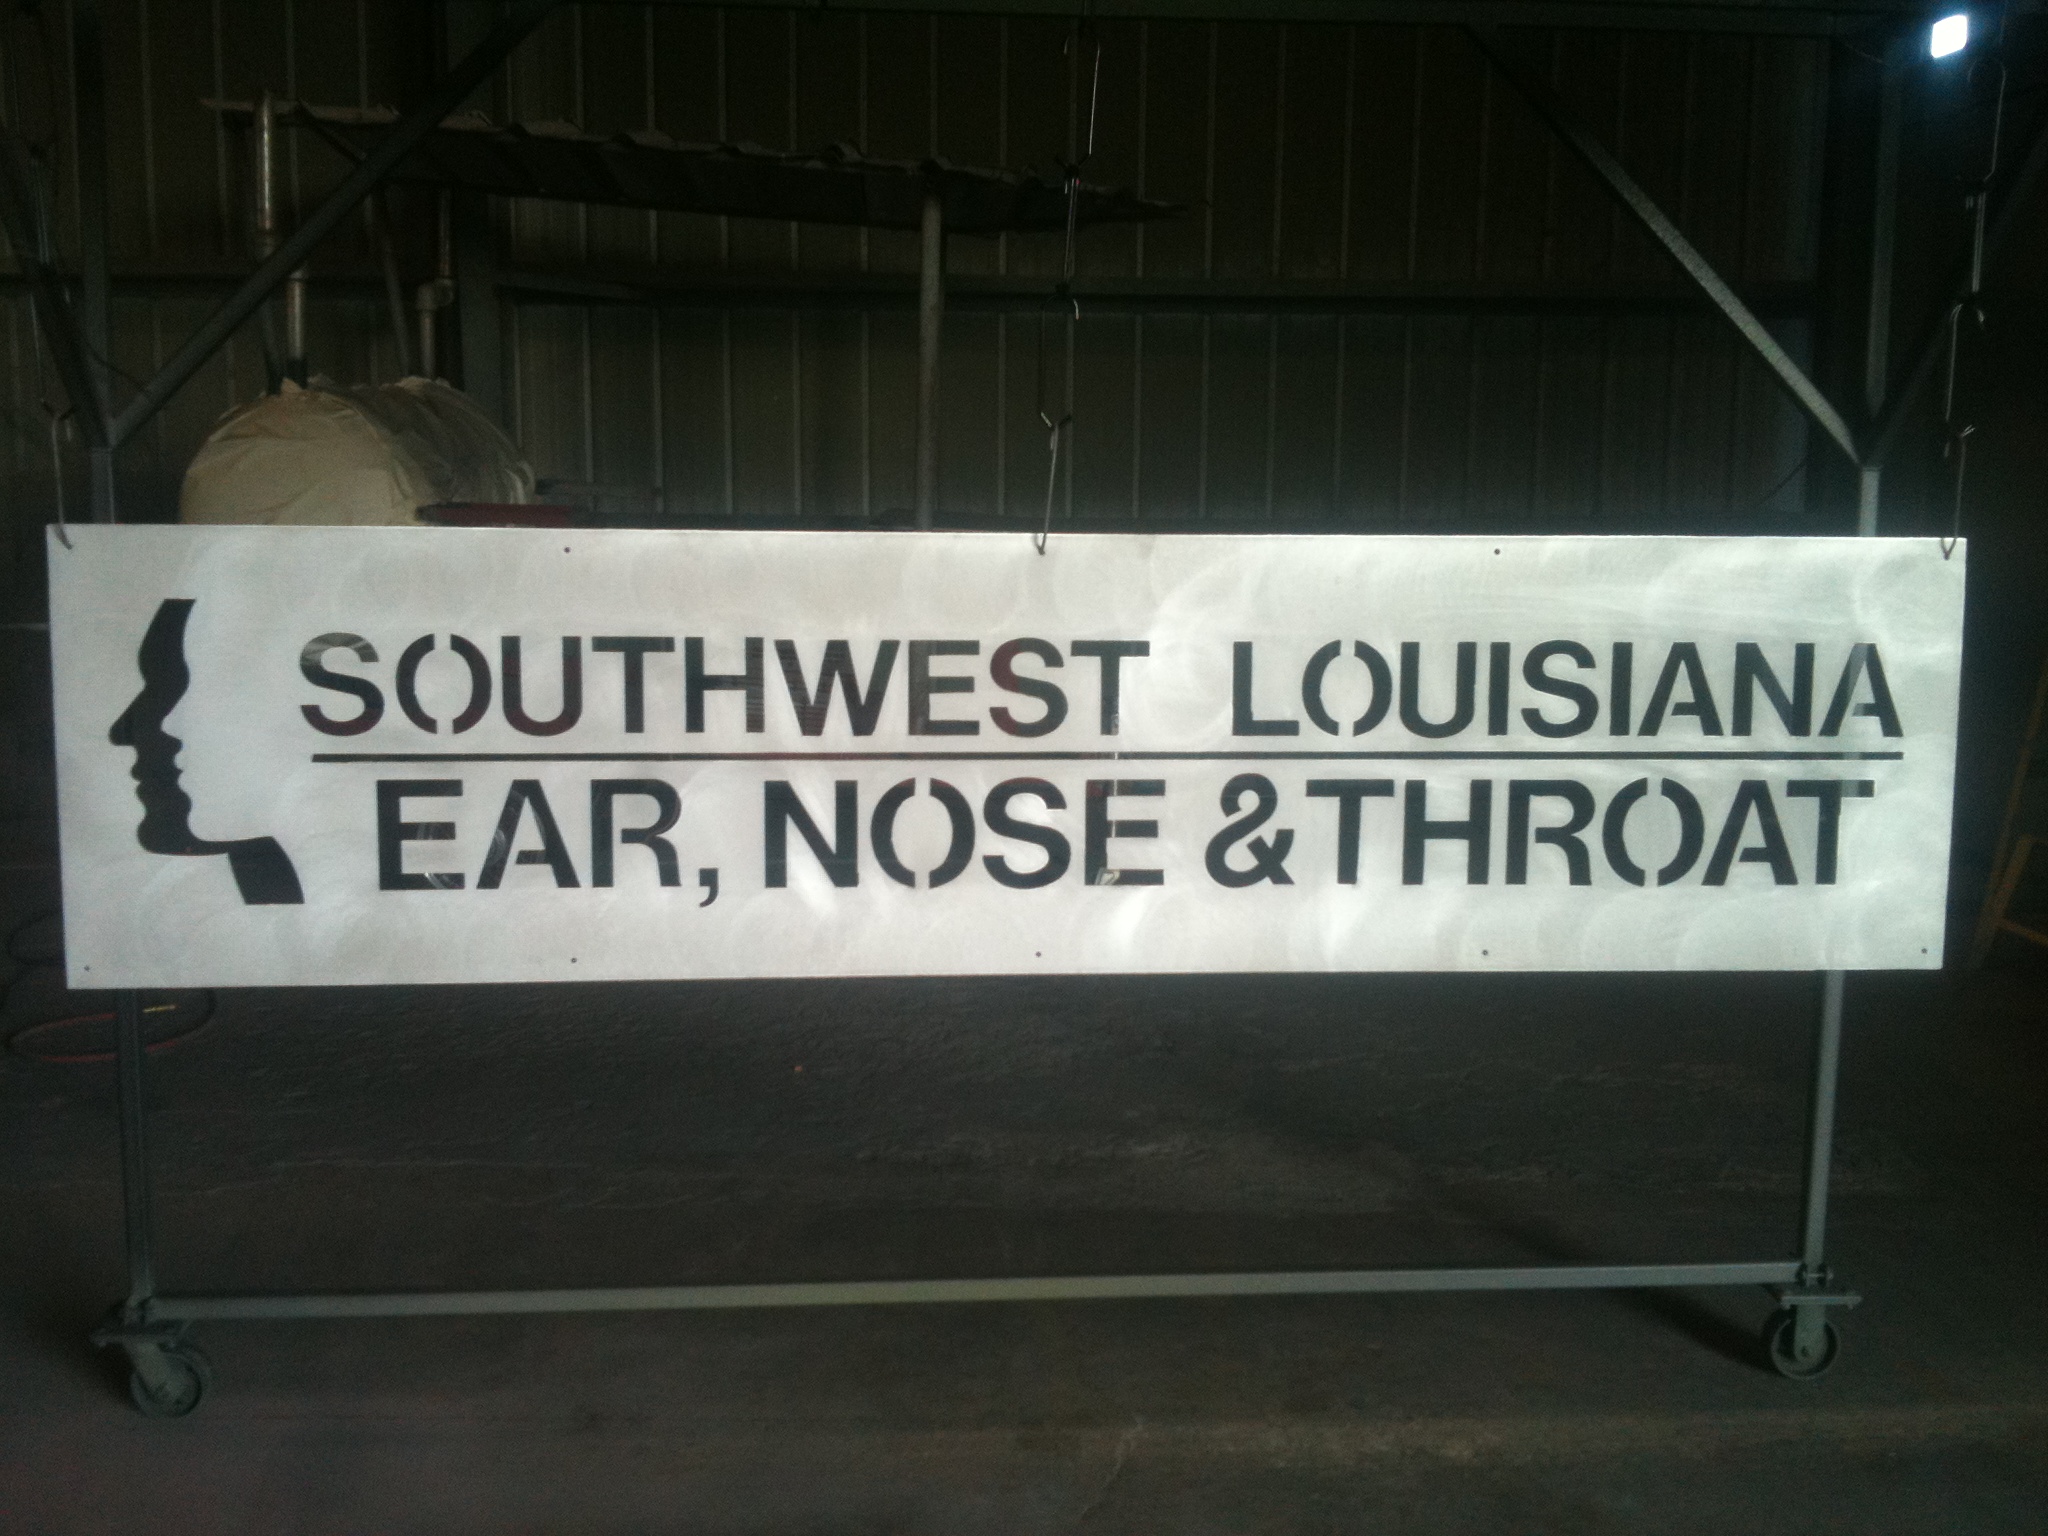 SOUTHWEST LOUISIANA
EAR, NOSE & THROAT